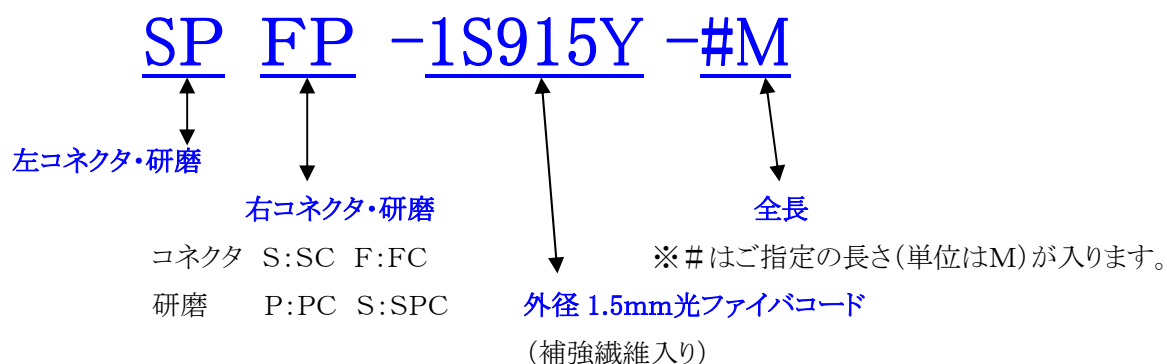 SP FP -1S915Y -#M
左コネクタ・研磨
右コネクタ・研磨
全長
コネクタ S:SC F:FC
※#はご指定の長さ(単位はM)が入ります。
研磨 P:PC S:SPC
外径 1.5mm光ファイバコード
(補強繊維入り)